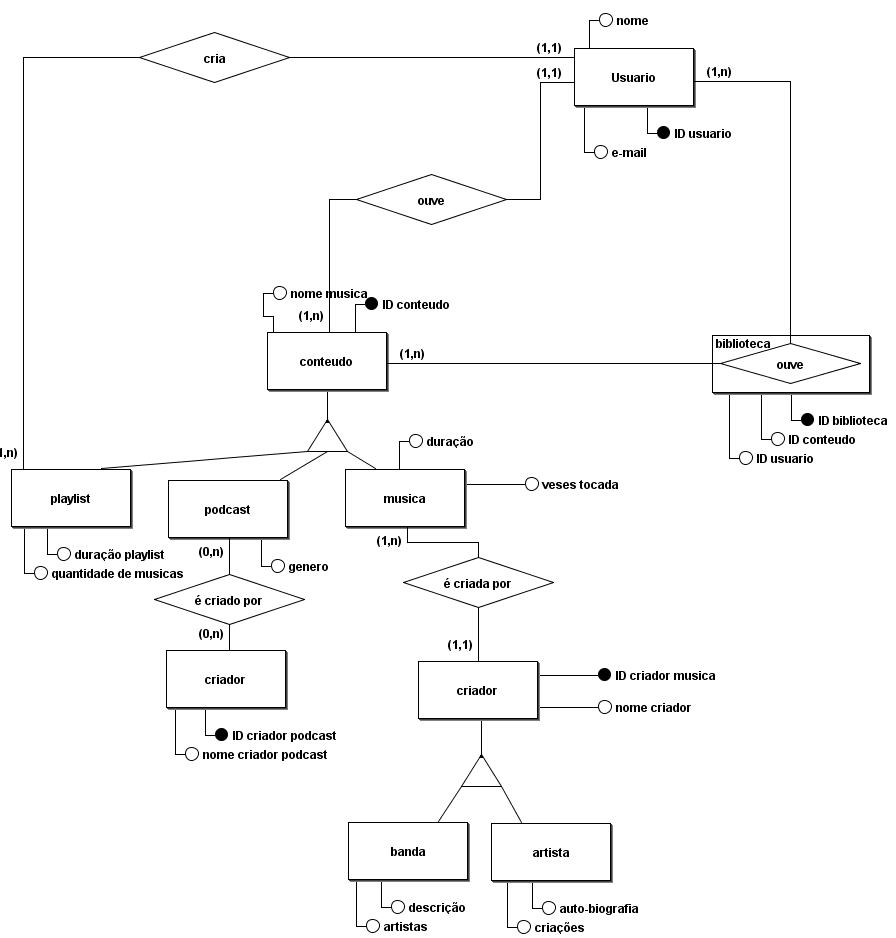 nome
(1,1)
cria
(1,1)
Usuario
(1,n)
ID usuario
e-mail
ouve
nome musica
ID conteudo
(1,n)
biblioteca
conteudo
(1,n)
ouve
ID biblioteca
ID conteudo
ID usuario
duração
,n)
veses tocada
playlist
podcast
musica
(1,n)
(0,n)
duração playlist
genero
quantidade de musicas
é criado por
é criada por
(0,n)
(1,1)
criador
criador
ID criador musica
nome criador
ID criador podcast
nome criador podcast
banda
artista
descrição
auto-biografia
artistas
criações